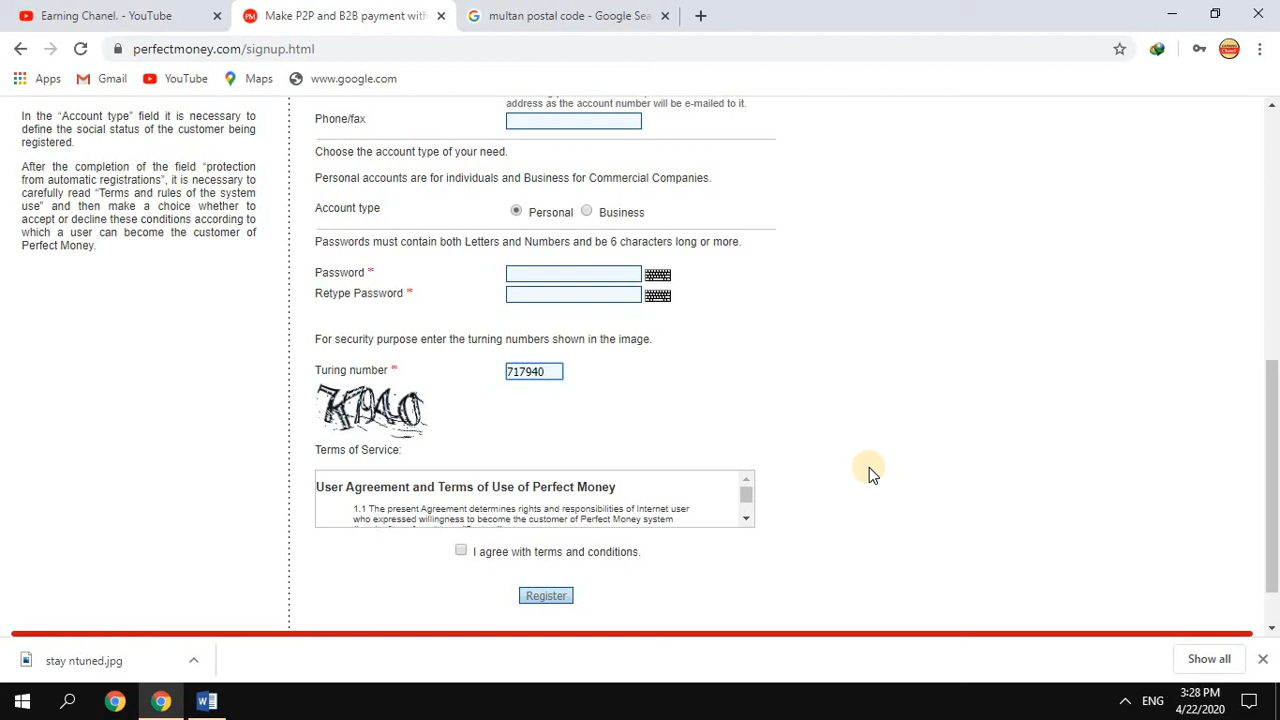 Earning Chanel. - YouTube
Make P2P and B2B payment with
multan postal code - Google Sea
perfectmoney.com/signup.html
Apps
Gmail
YouTube
Maps
www.google.com
In the “Account type” field it is necessary to
define the social status of the customer being
registered.
After the completion of the field “protection
from automatic registrations”, it is necessary to
carefully read “Terms and rules of the system
use” and then make a choice whether to
accept or decline these conditions according to
which a user can become the customer of
Perfect Money.
address as the account number will be e-mailed to it.
Phone/fax
Choose the account type of your need.
Personal accounts are for individuals and Business for Commercial Companies.
Account type
Personal
Business
Passwords must contain both Letters and Numbers and be 6 characters long or more.
Password *
Retype Password *
For security purpose enter the turning numbers shown in the image.
Turing number *
717940
Terms of Service:
User Agreement and Terms of Use of Perfect Money
1.1 The present Agreement determines rights and responsibilities of Internet user
who expressed willingness to become the customer of Perfect Money system
I agree with terms and conditions.
Register
stay ntuned.jpg
Show all
ENG
3:28 PM
4/22/2020